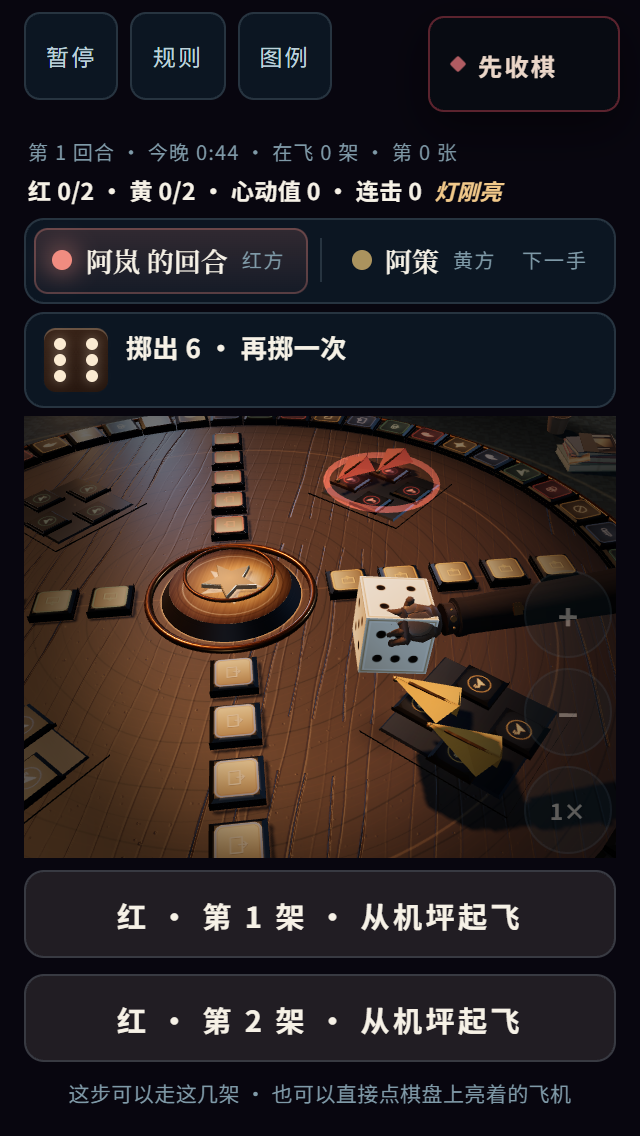 暂停 规则 图例
先收棋
第 1 回合 • 今晚 0:44 • 在飞 0 架 • 第 0 张
红 0/2 • 黄 0/2 • 心动值 0 • 连击 0 灯刚亮
阿岚 的回合 红方 阿策 黄方 下一手
掷出 6 • 再掷一次
+
−
1×
红 • 第 1 架 • 从机坪起飞
红 • 第 2 架 • 从机坪起飞
这步可以走这几架 • 也可以直接点棋盘上亮着的飞机